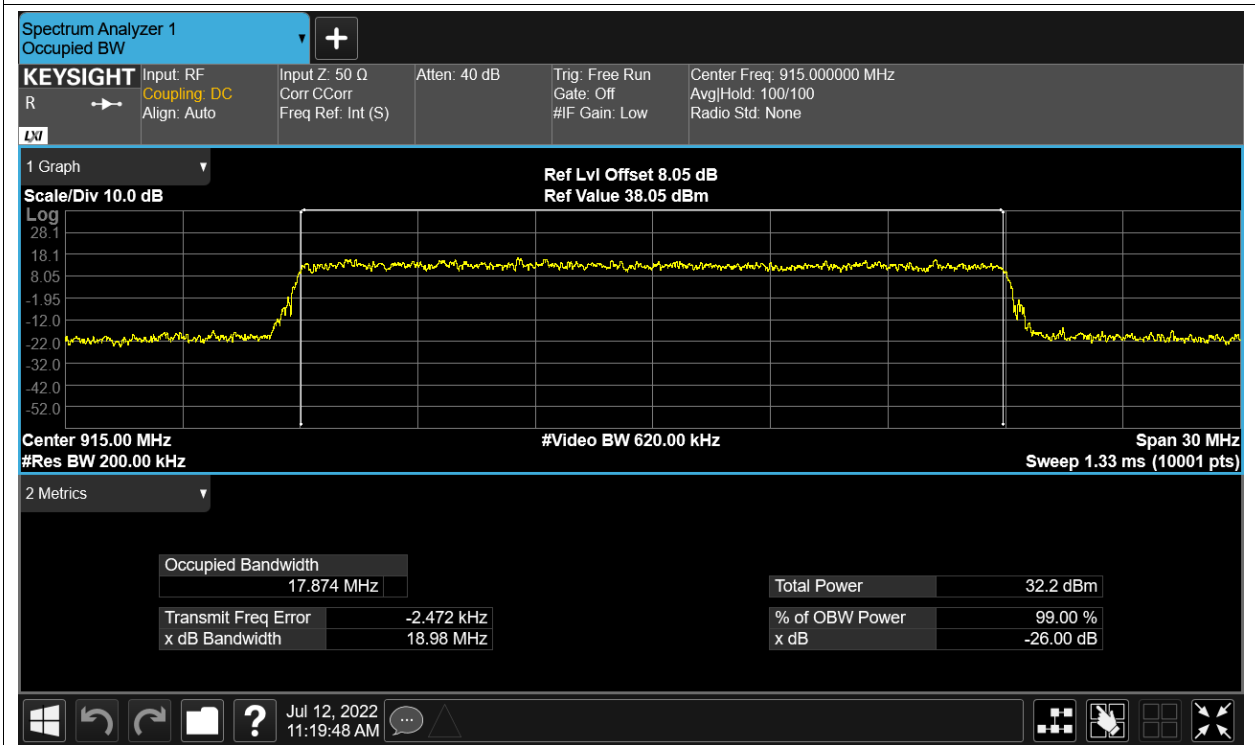 Spectrum Analyzer 1
Occupied BW
KEYSIGHT
R
LXI
Input: RF
Coupling: DC
Align: Auto
Input Z: 50 Ω
Corr CCorr
Freq Ref: Int (S)
Atten: 40 dB
Trig: Free Run
Gate: Off
#IF Gain: Low
Center Freq: 915.000000 MHz
Avg|Hold: 100/100
Radio Std: None
1 Graph
Scale/Div 10.0 dB
Ref Lvl Offset 8.05 dB
Ref Value 38.05 dBm
Log
28.1
18.1
8.05
-1.95
-12.0
-22.0
-32.0
-42.0
-52.0
Center 915.00 MHz
#Video BW 620.00 kHz
Span 30 MHz
#Res BW 200.00 kHz
Sweep 1.33 ms (10001 pts)
2 Metrics
Occupied Bandwidth
17.874 MHz
Total Power 32.2 dBm
Transmit Freq Error -2.472 kHz
% of OBW Power 99.00 %
x dB Bandwidth 18.98 MHz
x dB -26.00 dB
?
Jul 12, 2022
11:19:48 AM